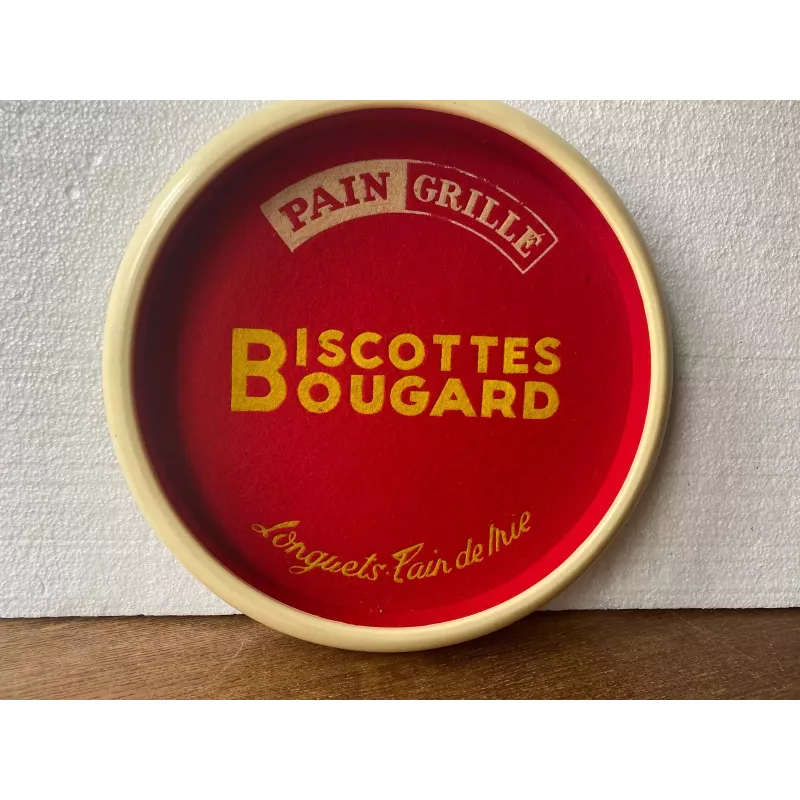 PAIN GRILLÉ
BISCOTTES
BOUGARD
Longuets. Pain de Mie